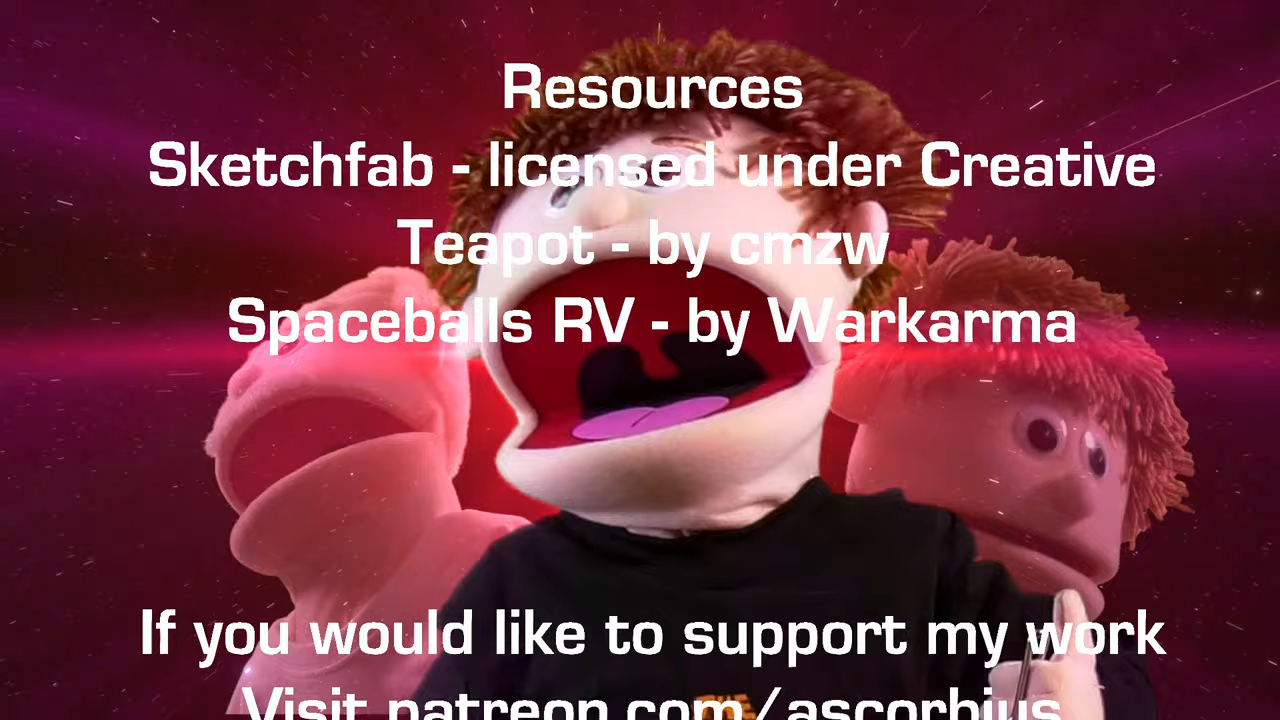 Resources
Sketchfab - licensed under Creative
Teapot - by cmzw
Spaceballs RV - by Warkarma
If you would like to support my work
Visit patreon.com/ascorbius